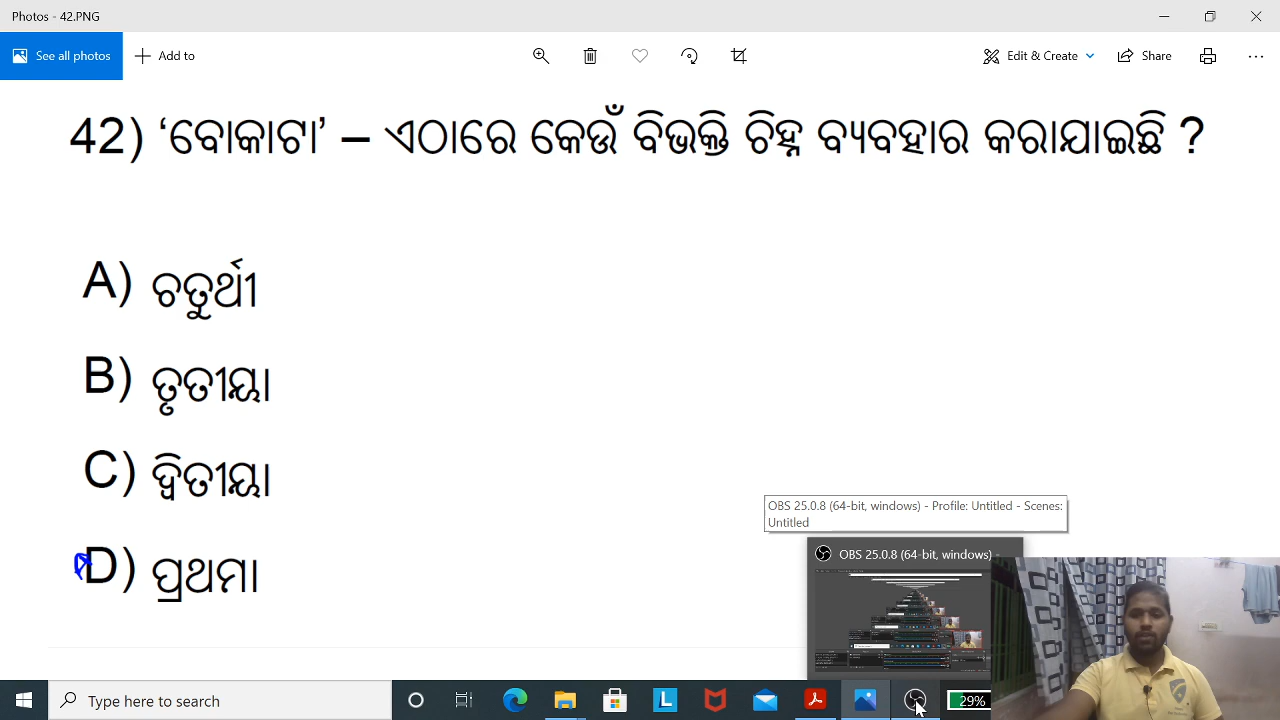 Photos - 42.PNG
See all photos
Add to
Edit & Create
Share
42) ‘ବୋକାଟା’ – ଏଠାରେ କେଉଁ ବିଭକ୍ତି ଚିହ୍ନ ବ୍ୟବହାର କରାଯାଇଛି ?
A) ଚତୁର୍ଥୀ
B) ତୃତୀୟା
C) ଦ୍ୱିତୀୟା
D) ପ୍ରଥମା
OBS 25.0.8 (64-bit, windows) - Profile: Untitled - Scenes:
Untitled
OBS 25.0.8 (64-bit, windows) -
Type here to search
29%